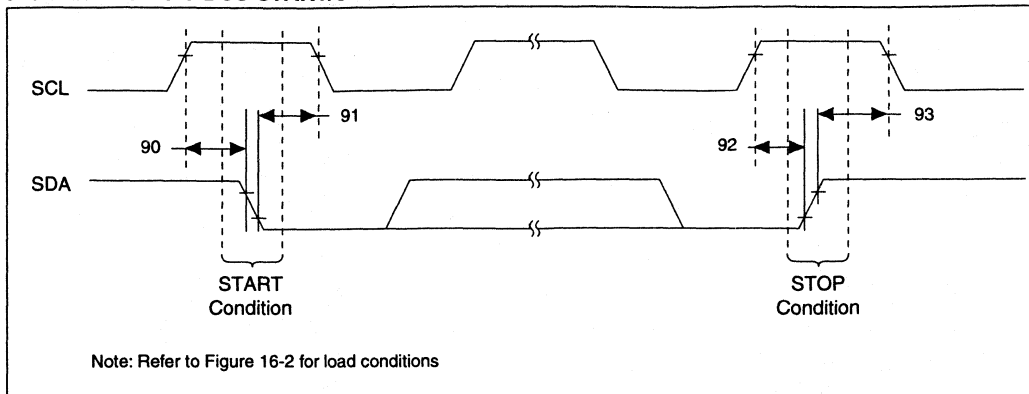 SCL
91
93
90
92
SDA
START
Condition
STOP
Condition
Note: Refer to Figure 16-2 for load conditions